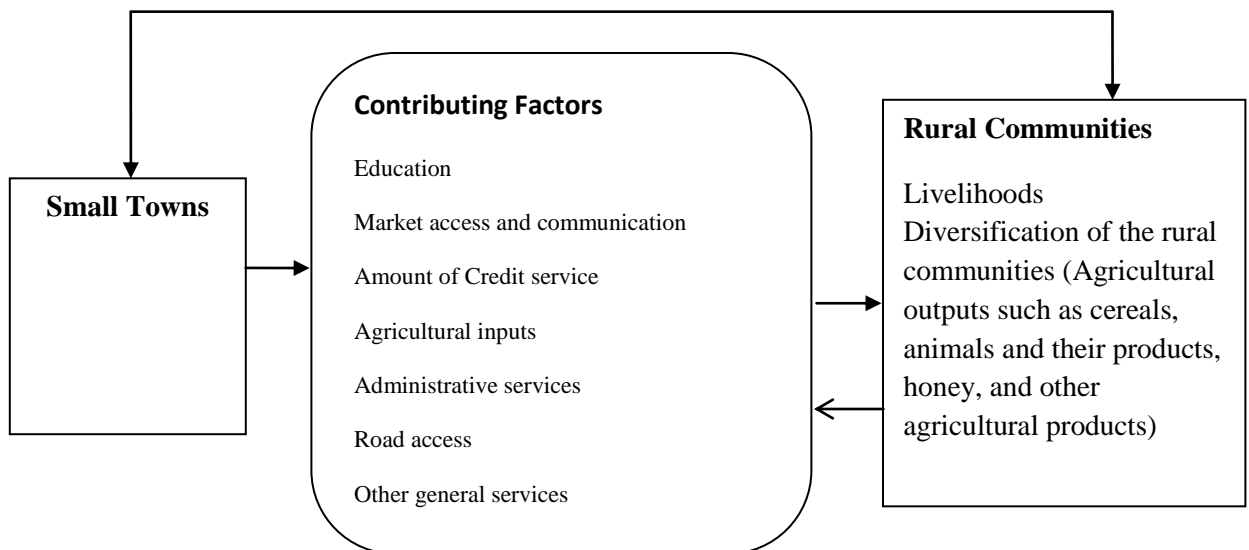 Small Towns
Contributing Factors
Education
Market access and communication
Amount of Credit service
Agricultural inputs
Administrative services
Road access
Other general services
Rural Communities
Livelihoods
Diversification of the rural
communities (Agricultural
outputs such as cereals,
animals and their products,
honey, and other
agricultural products)